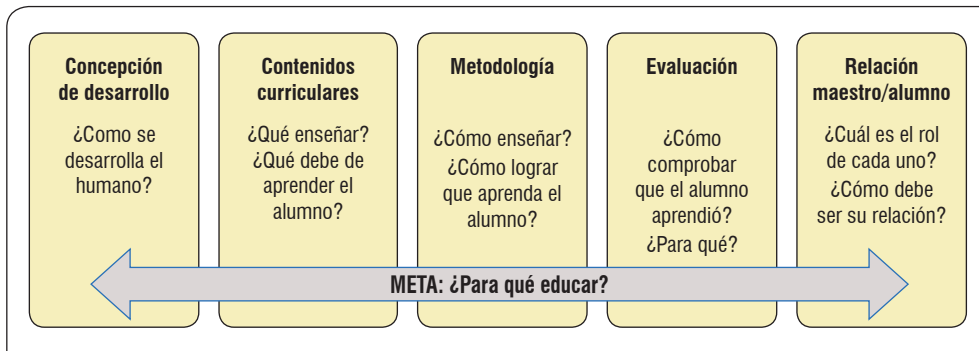 Concepción
de desarrollo
¿Como se
desarrolla el
humano?
Contenidos
curriculares
¿Qué enseñar?
¿Qué debe de
aprender el
alumno?
Metodología
¿Cómo enseñar?
¿Cómo lograr
que aprenda el
alumno?
Evaluación
¿Cómo
comprobar
que el alumno
aprendió?
¿Para qué?
Relación
maestro/alumno
¿Cuál es el rol
de cada uno?
¿Cómo debe
ser su relación?
META: ¿Para qué educar?